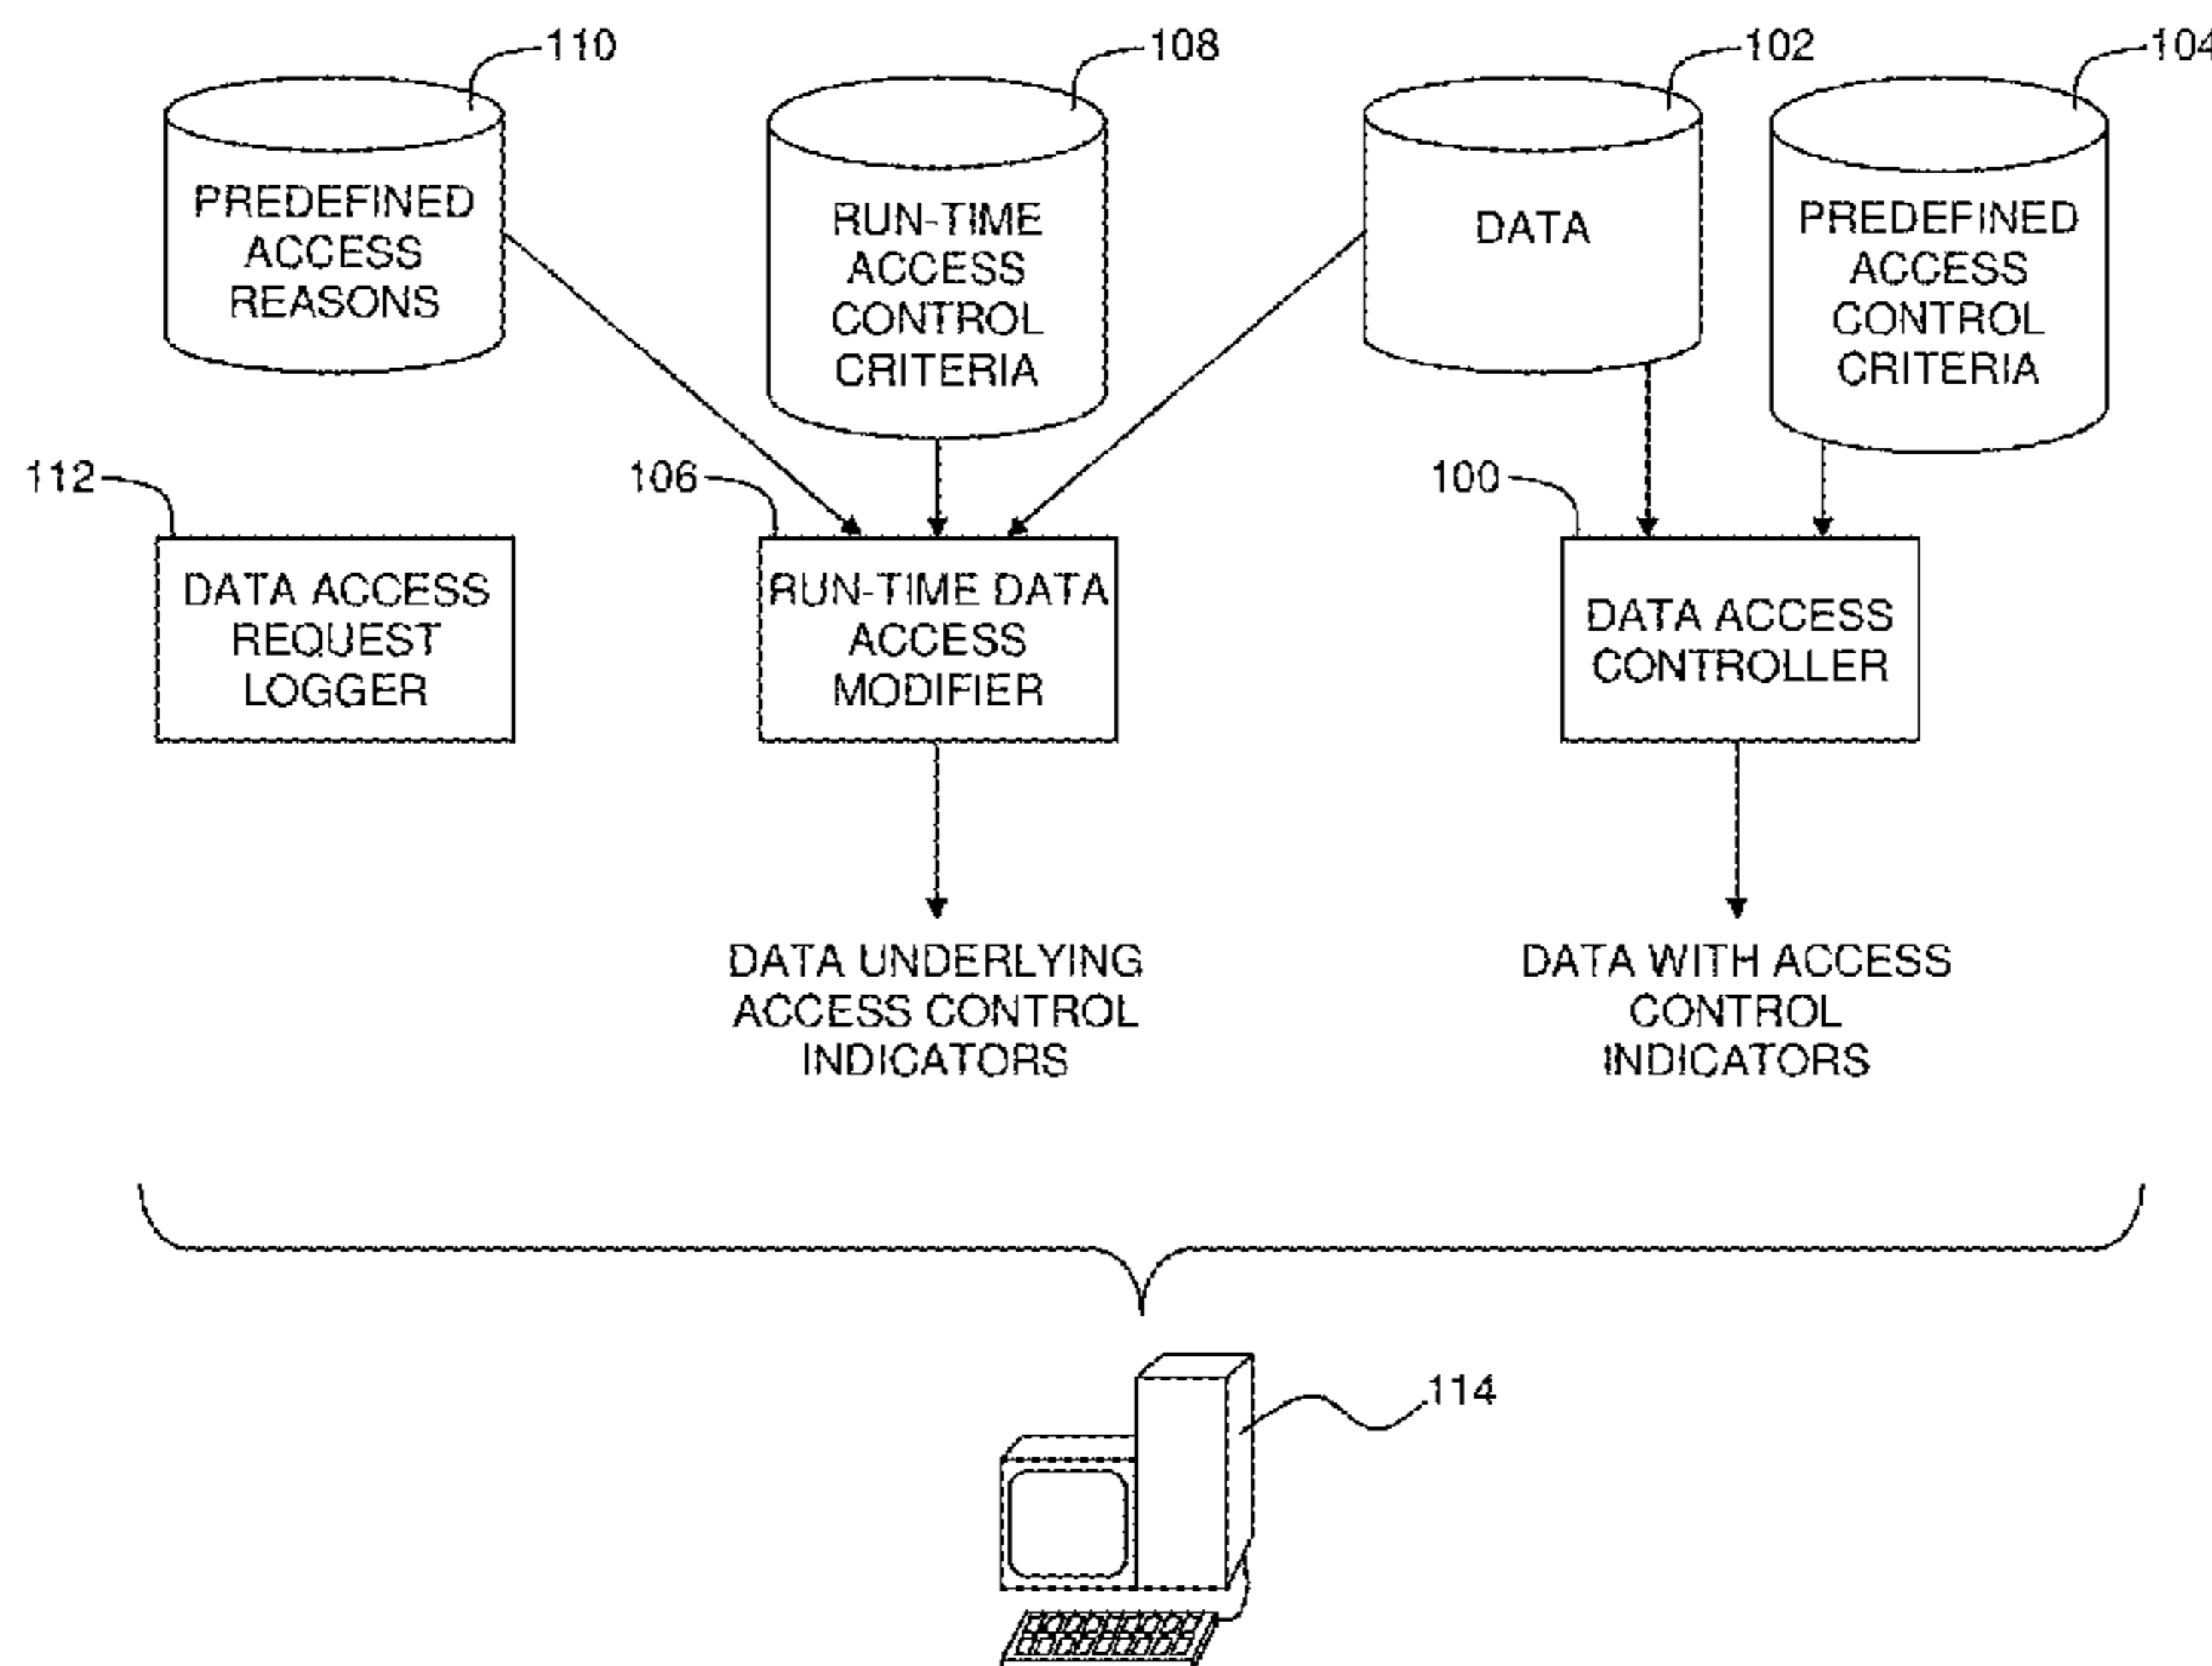 110
108
102
104
PREDEFINED
ACCESS
REASONS
RUN-TIME
ACCESS
CONTROL
CRITERIA
DATA
PREDEFINED
ACCESS
CONTROL
CRITERIA
112
106
100
DATA ACCESS
REQUEST
LOGGER
RUN-TIME DATA
ACCESS
MODIFIER
DATA ACCESS
CONTROLLER
DATA UNDERLYING
ACCESS CONTROL
INDICATORS
DATA WITH ACCESS
CONTROL
INDICATORS
114